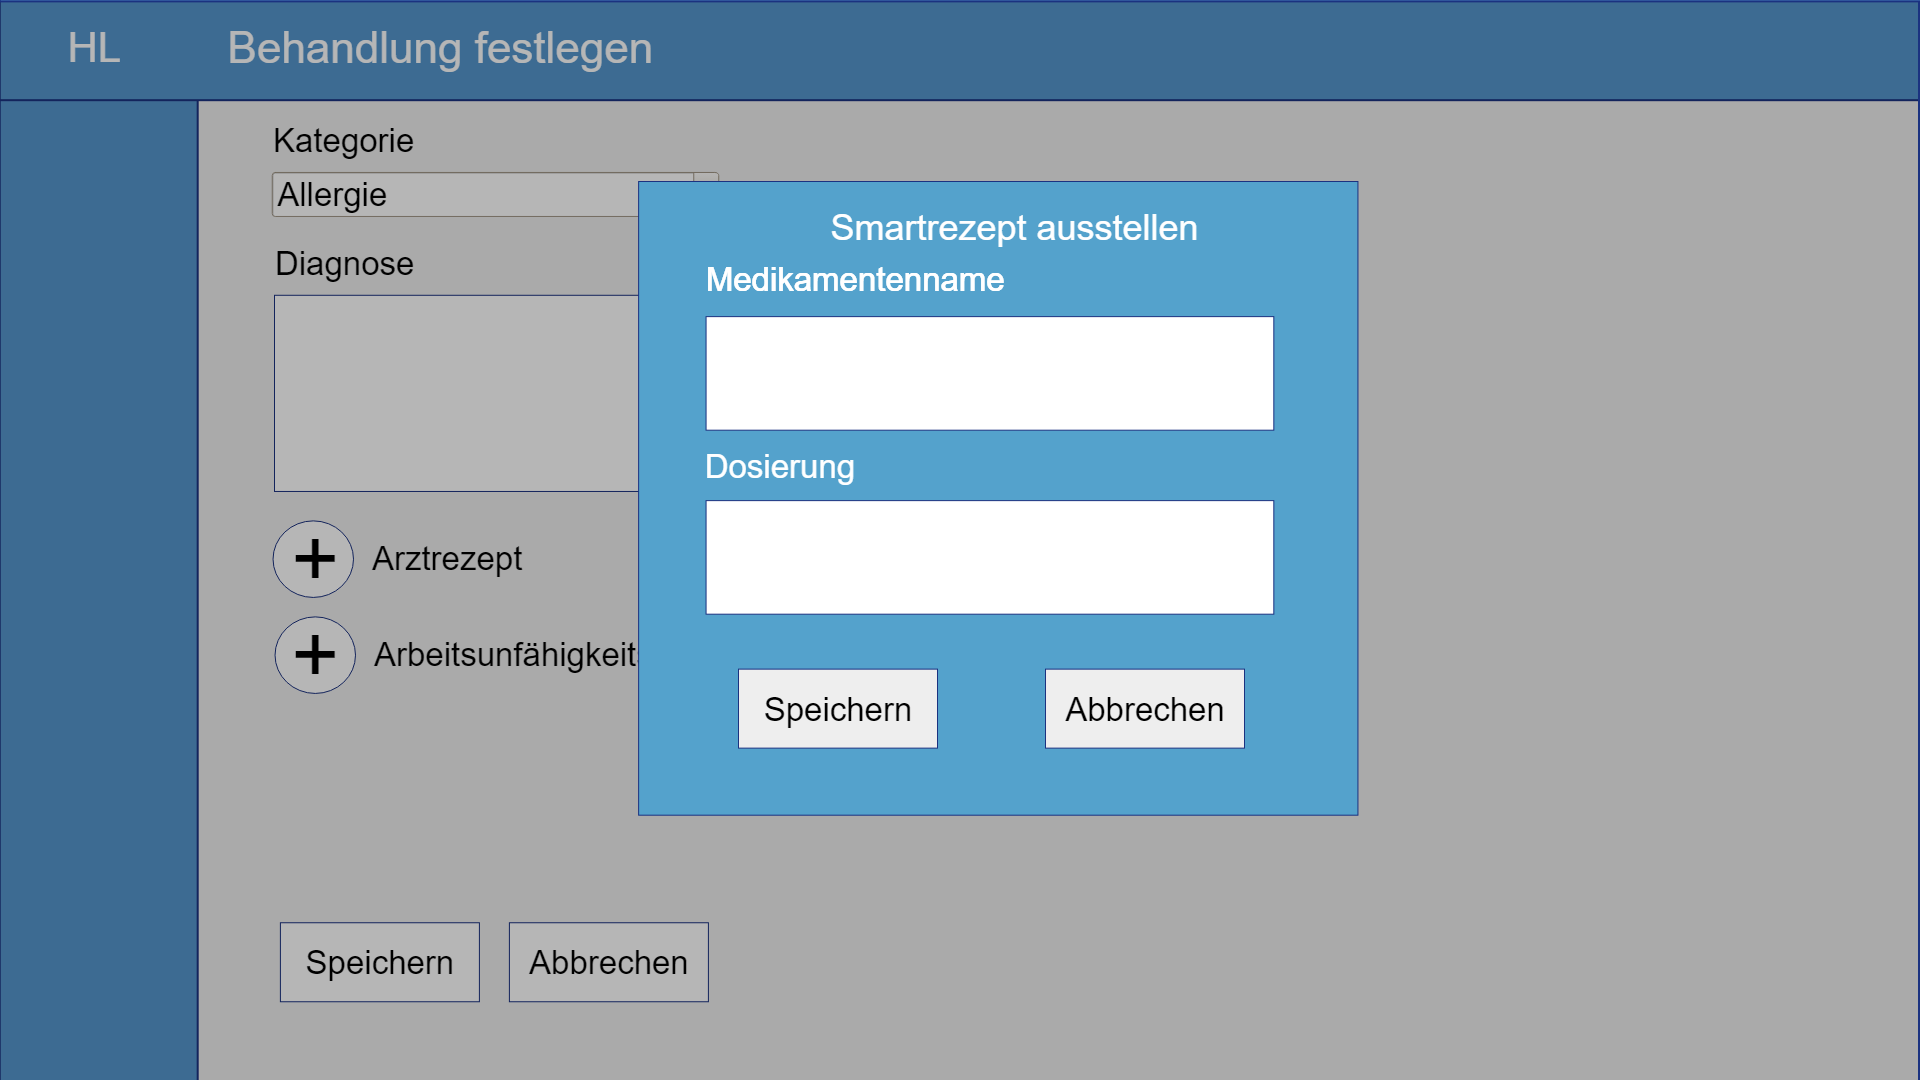 HL
Behandlung festlegen
Kategorie
Allergie
Diagnose
Arztrezept
Arbeitsunfähigkeit
Speichern
Abbrechen
Smartrezept ausstellen
Medikamentenname
Dosierung
Speichern
Abbrechen